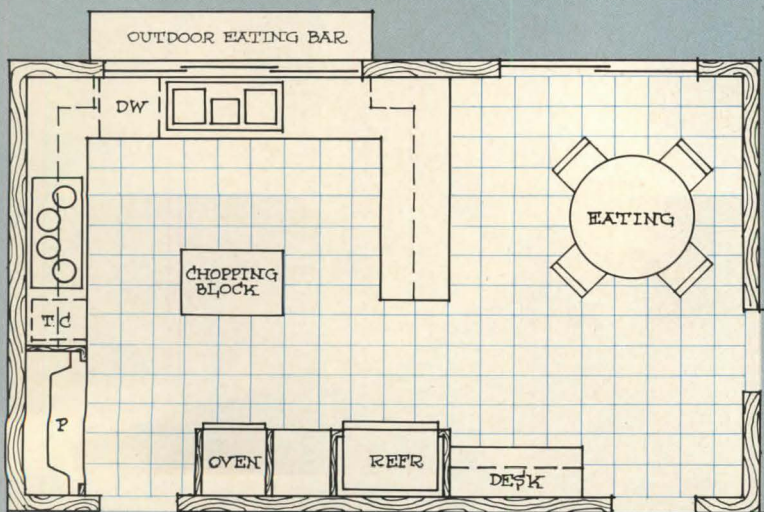 OUTDOOR EATING BAR
DW
EATING
CHOPPING
BLOCK
T C
P
OVEN
REFR
DESK